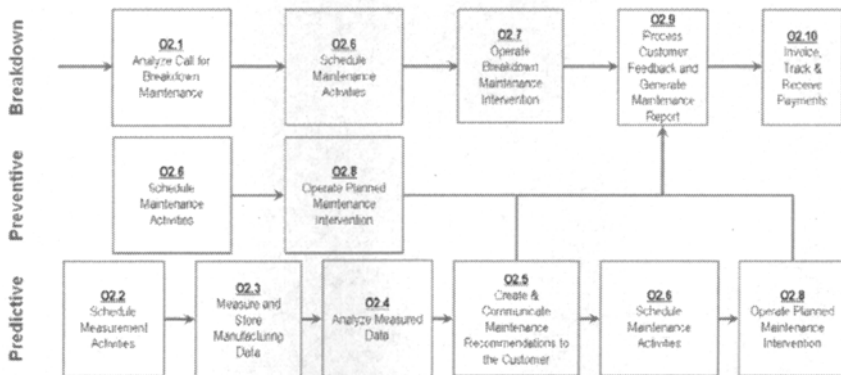 Breakdown
O2.1
Analyze Call for
Breakdown
Maintenance
O2.6
Schedule
Maintenance
Activities
O2.7
Operate
Breakdown
Maintenance
Intervention
O2.9
Process
Customer
Feedback and
Generate
Maintenance
Report
O2.10
Invoice,
Track &
Receive
Payments
Preventive
O2.6
Schedule
Maintenance
Activities
O2.8
Operate Planned
Maintenance
Intervention
Predictive
O2.2
Schedule
Measurement
Activities
O2.3
Measure and
Store
Manufacturing
Data
O2.4
Analyze Measured
Data
O2.5
Create &
Communicate
Maintenance
Recommendations to
the Customer
O2.6
Schedule
Maintenance
Activities
O2.8
Operate Planned
Maintenance
Intervention